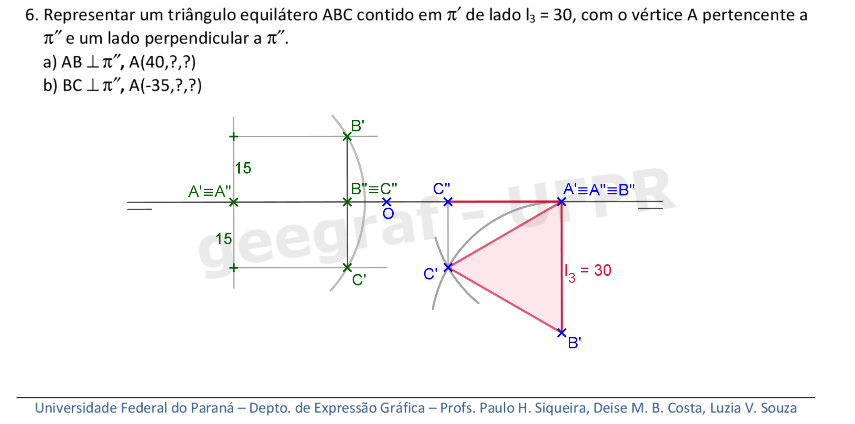 6. Representar um triângulo equilátero ABC contido em π′ de lado l₃ = 30, com o vértice A pertencente a
π″ e um lado perpendicular a π″.
a) AB ⊥ π″, A(40,?,?)
b) BC ⊥ π″, A(-35,?,?)
B'
15
A'≡A"
B"≡C"
C"
A'≡A"≡B"
O
15
C'
C'
l₃ = 30
B'
geegraf - UFPR
Universidade Federal do Paraná – Depto. de Expressão Gráfica – Profs. Paulo H. Siqueira, Deise M. B. Costa, Luzia V. Souza